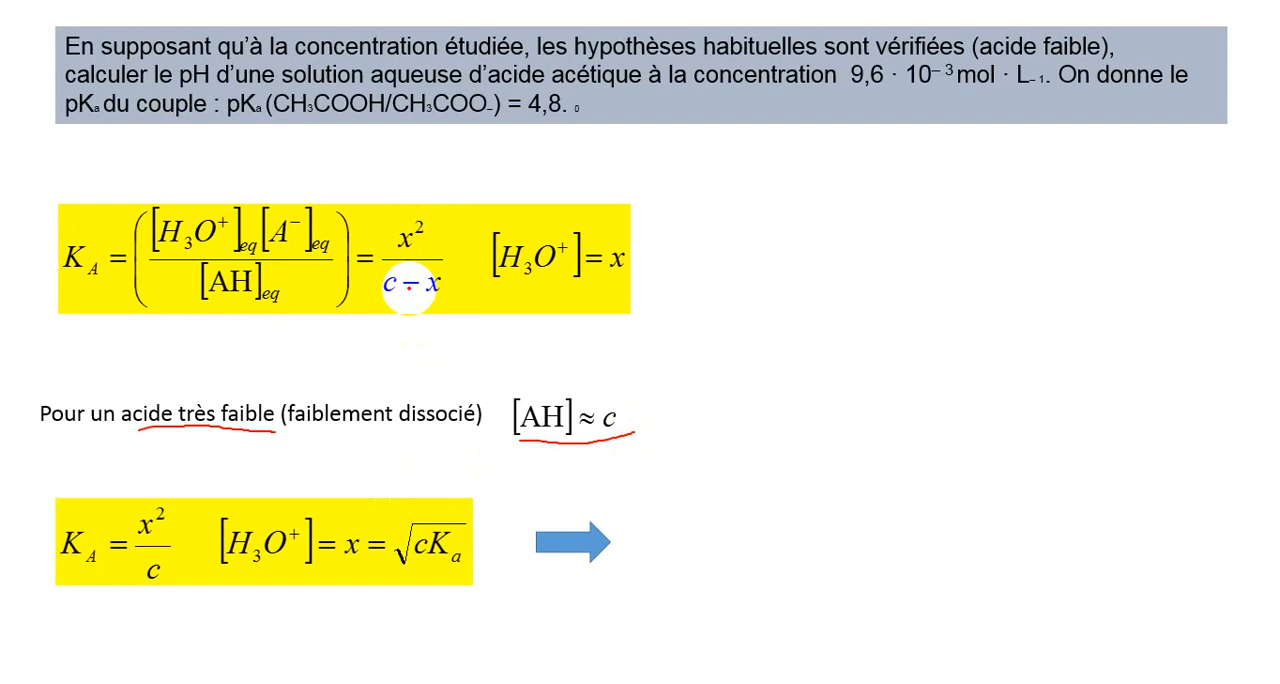 En supposant qu'à la concentration étudiée, les hypothèses habituelles sont vérifiées (acide faible),
calculer le pH d'une solution aqueuse d'acide acétique à la concentration 9,6 · 10⁻³ mol · L₋₁. On donne le
pKₐ du couple : pKₐ (CH₃COOH/CH₃COO₋) = 4,8. ₀
K_A = ([H₃O⁺]_eq [A⁻]_eq / [AH]_eq) = x² / (c − x) [H₃O⁺] = x
Pour un acide très faible (faiblement dissocié) [AH] ≈ c
K_A = x² / c [H₃O⁺] = x = √(cKₐ)